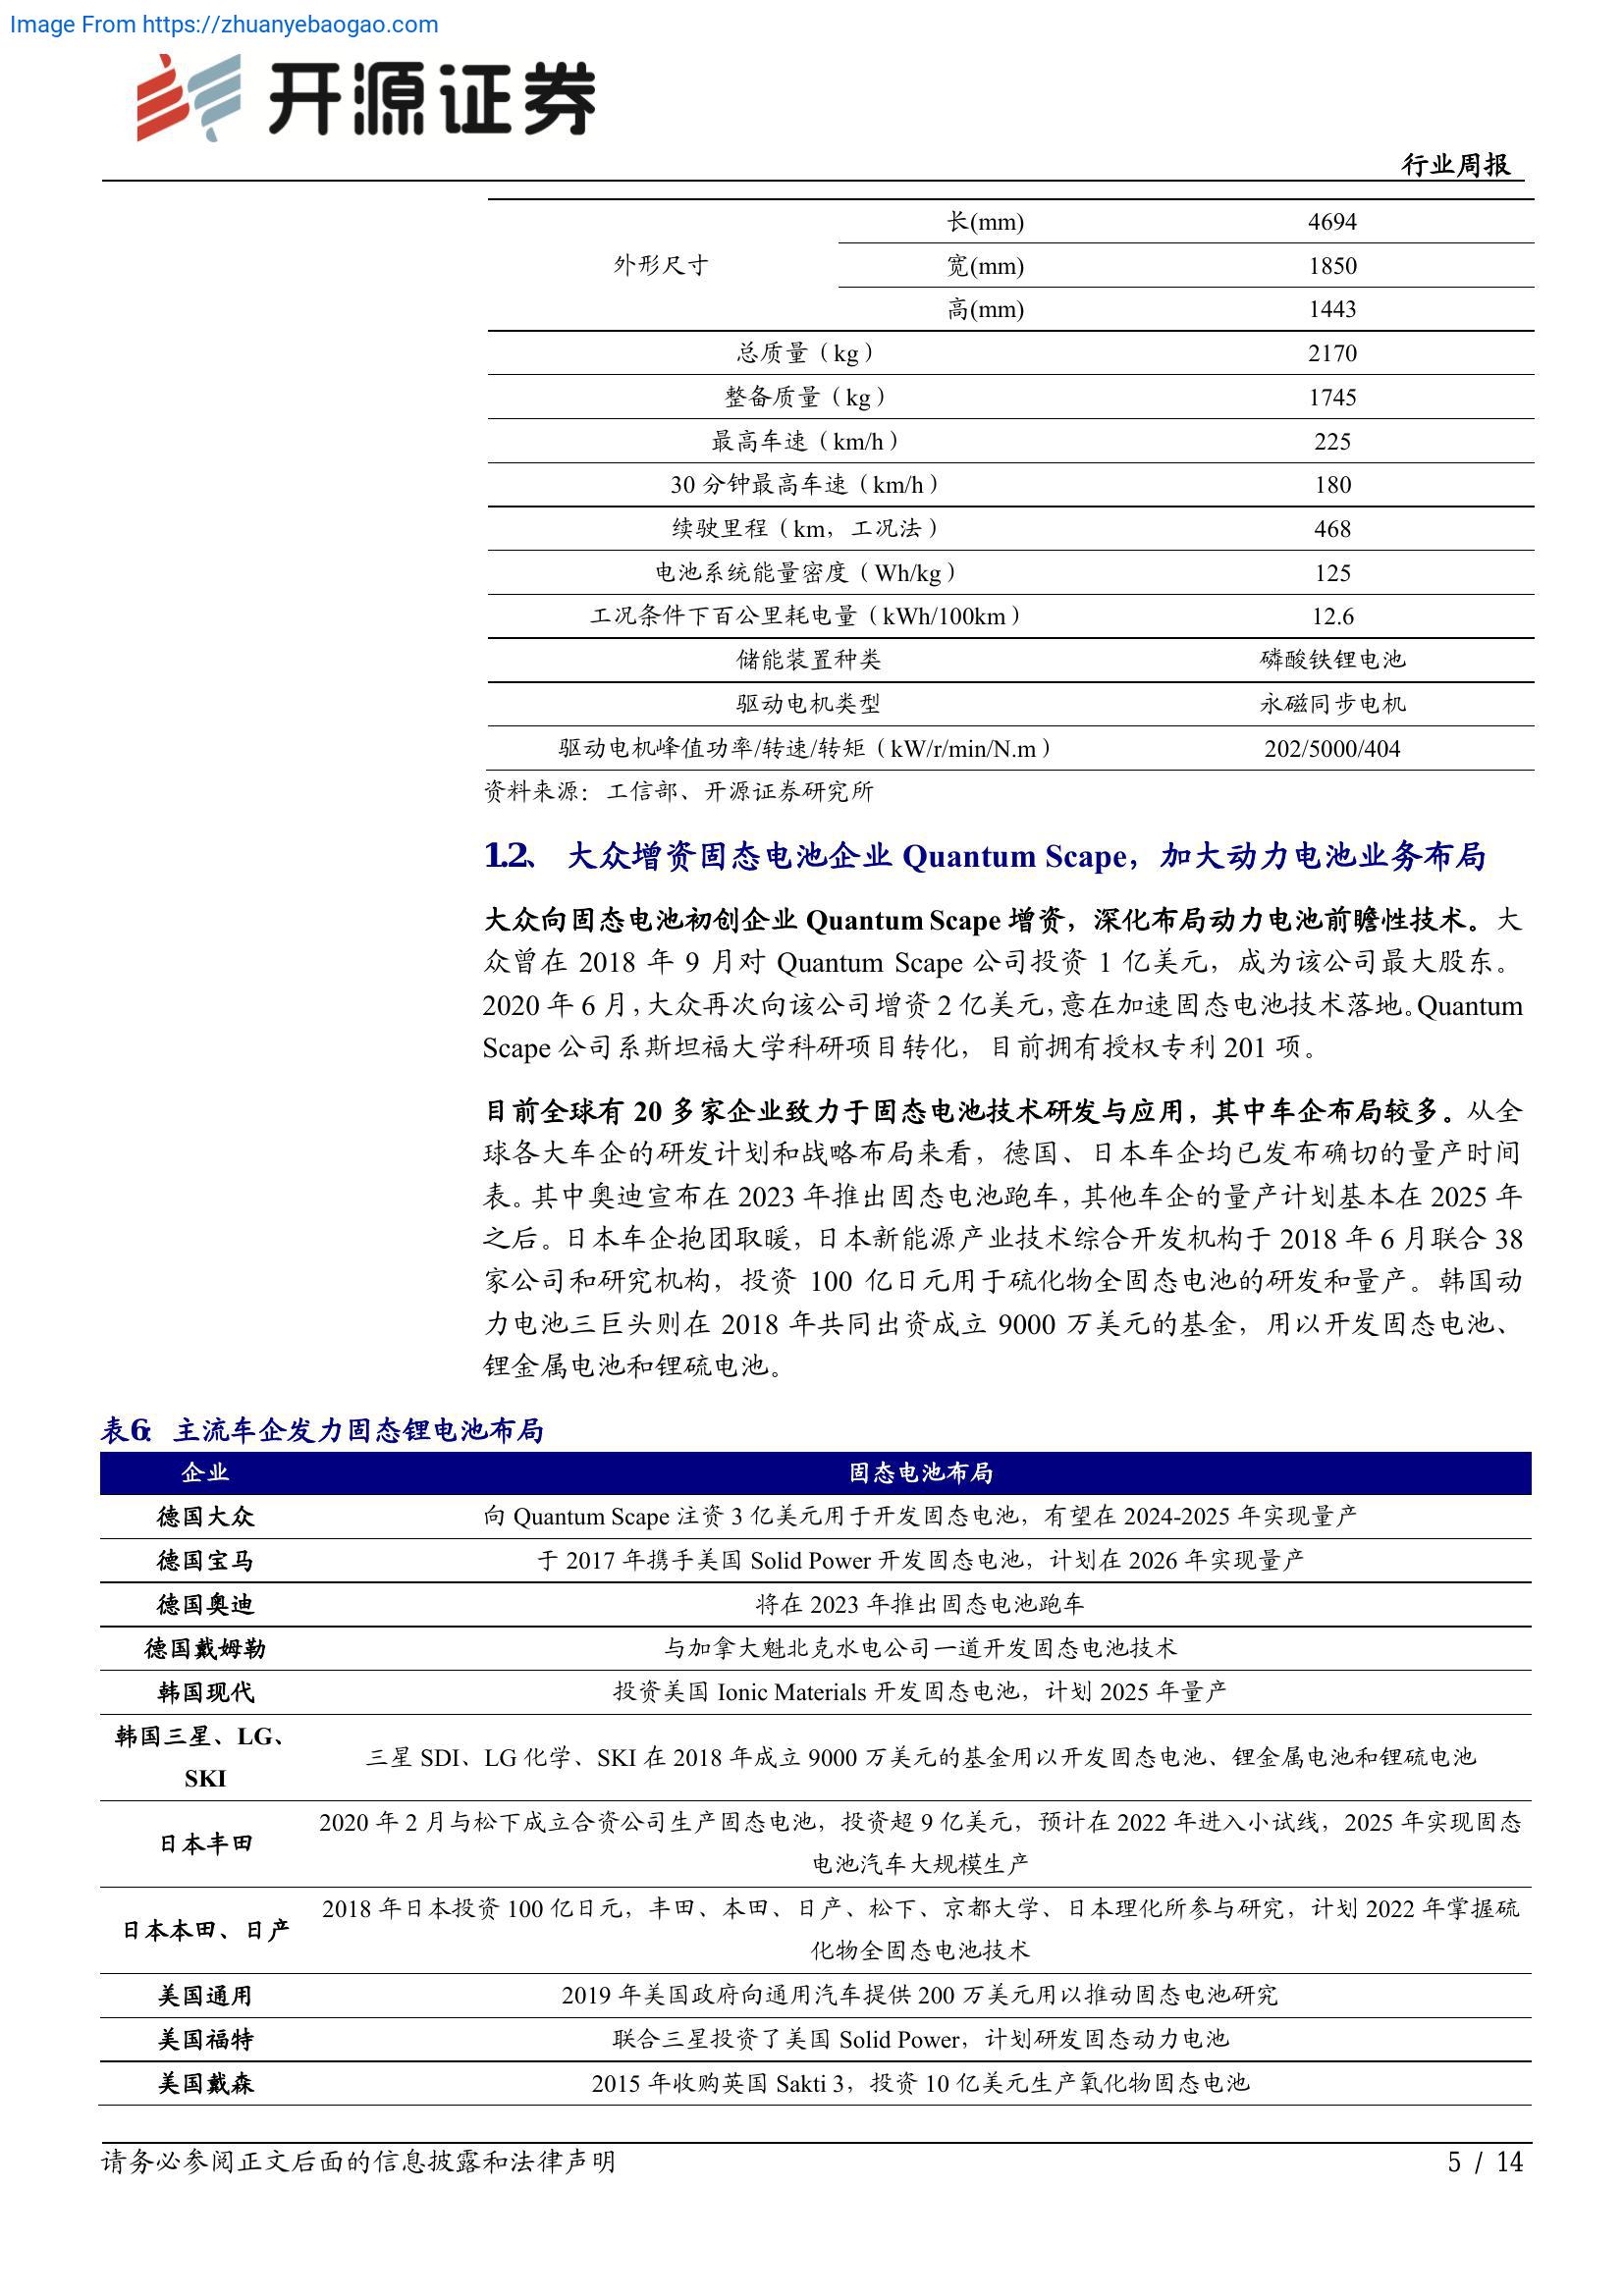 Image From https://zhuanyebaogao.com
开源证券
行业周报
外形尺寸 长(mm) 4694
宽(mm) 1850
高(mm) 1443
总质量（kg） 2170
整备质量（kg） 1745
最高车速（km/h） 225
30 分钟最高车速（km/h） 180
续驶里程（km，工况法） 468
电池系统能量密度（Wh/kg） 125
工况条件下百公里耗电量（kWh/100km） 12.6
储能装置种类 磷酸铁锂电池
驱动电机类型 永磁同步电机
驱动电机峰值功率/转速/转矩（kW/r/min/N.m） 202/5000/404
资料来源：工信部、开源证券研究所
1.2、 大众增资固态电池企业 Quantum Scape，加大动力电池业务布局
大众向固态电池初创企业 Quantum Scape 增资，深化布局动力电池前瞻性技术。大
众曾在 2018 年 9 月对 Quantum Scape 公司投资 1 亿美元，成为该公司最大股东。
2020 年 6 月，大众再次向该公司增资 2 亿美元，意在加速固态电池技术落地。Quantum
Scape 公司系斯坦福大学科研项目转化，目前拥有授权专利 201 项。
目前全球有 20 多家企业致力于固态电池技术研发与应用，其中车企布局较多。从全
球各大车企的研发计划和战略布局来看，德国、日本车企均已发布确切的量产时间
表。其中奥迪宣布在 2023 年推出固态电池跑车，其他车企的量产计划基本在 2025 年
之后。日本车企抱团取暖，日本新能源产业技术综合开发机构于 2018 年 6 月联合 38
家公司和研究机构，投资 100 亿日元用于硫化物全固态电池的研发和量产。韩国动
力电池三巨头则在 2018 年共同出资成立 9000 万美元的基金，用以开发固态电池、
锂金属电池和锂硫电池。
表6： 主流车企发力固态锂电池布局
企业 固态电池布局
德国大众 向 Quantum Scape 注资 3 亿美元用于开发固态电池，有望在 2024-2025 年实现量产
德国宝马 于 2017 年携手美国 Solid Power 开发固态电池，计划在 2026 年实现量产
德国奥迪 将在 2023 年推出固态电池跑车
德国戴姆勒 与加拿大魁北克水电公司一道开发固态电池技术
韩国现代 投资美国 Ionic Materials 开发固态电池，计划 2025 年量产
韩国三星、LG、
SKI 三星 SDI、LG 化学、SKI 在 2018 年成立 9000 万美元的基金用以开发固态电池、锂金属电池和锂硫电池
日本丰田 2020 年 2 月与松下成立合资公司生产固态电池，投资超 9 亿美元，预计在 2022 年进入小试线，2025 年实现固态
电池汽车大规模生产
日本本田、日产 2018 年日本投资 100 亿日元，丰田、本田、日产、松下、京都大学、日本理化所参与研究，计划 2022 年掌握硫
化物全固态电池技术
美国通用 2019 年美国政府向通用汽车提供 200 万美元用以推动固态电池研究
美国福特 联合三星投资了美国 Solid Power，计划研发固态动力电池
美国戴森 2015 年收购英国 Sakti 3，投资 10 亿美元生产氧化物固态电池
请务必参阅正文后面的信息披露和法律声明 5 / 14